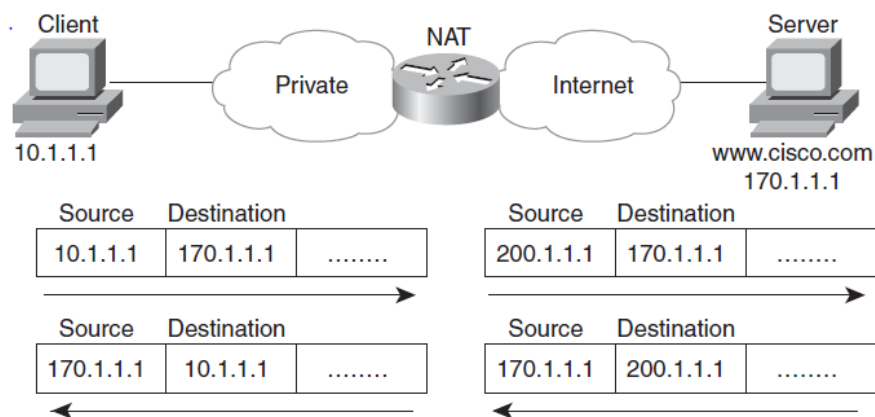 Client
NAT
Server
Private
Internet
10.1.1.1
www.cisco.com
170.1.1.1
Source Destination
10.1.1.1 170.1.1.1 ........
Source Destination
200.1.1.1 170.1.1.1 ........
Source Destination
170.1.1.1 10.1.1.1 ........
Source Destination
170.1.1.1 200.1.1.1 ........